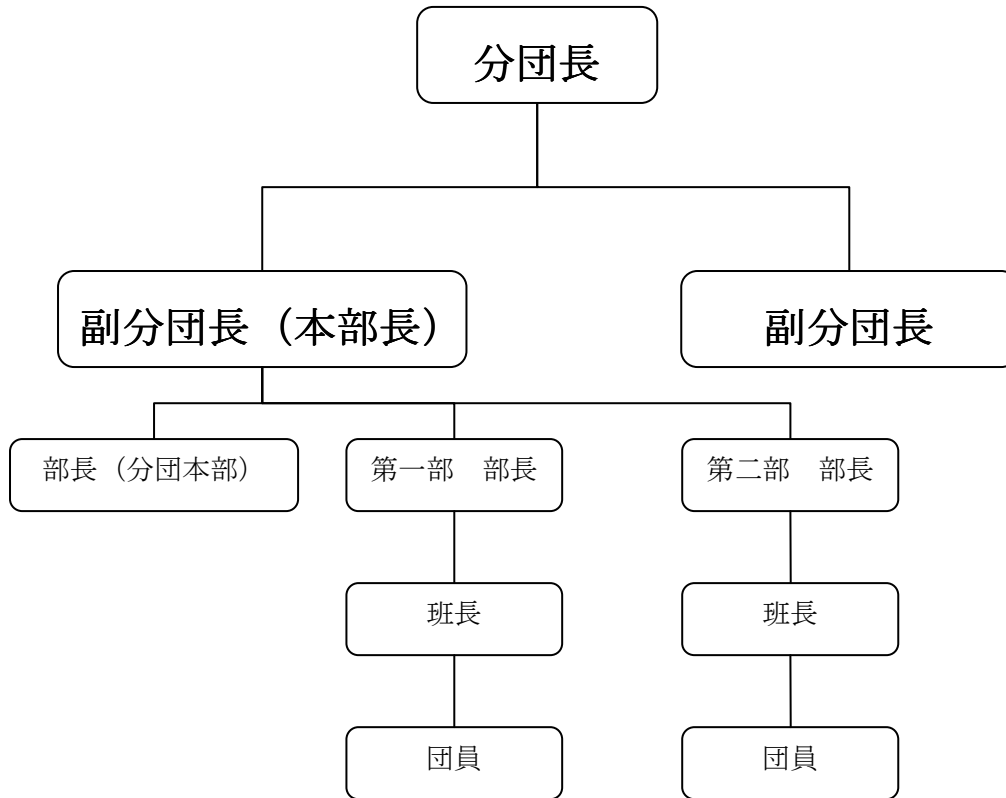 分団長
副分団長（本部長）
副分団長
部長（分団本部）
第一部　部長
第二部　部長
班長
班長
団員
団員